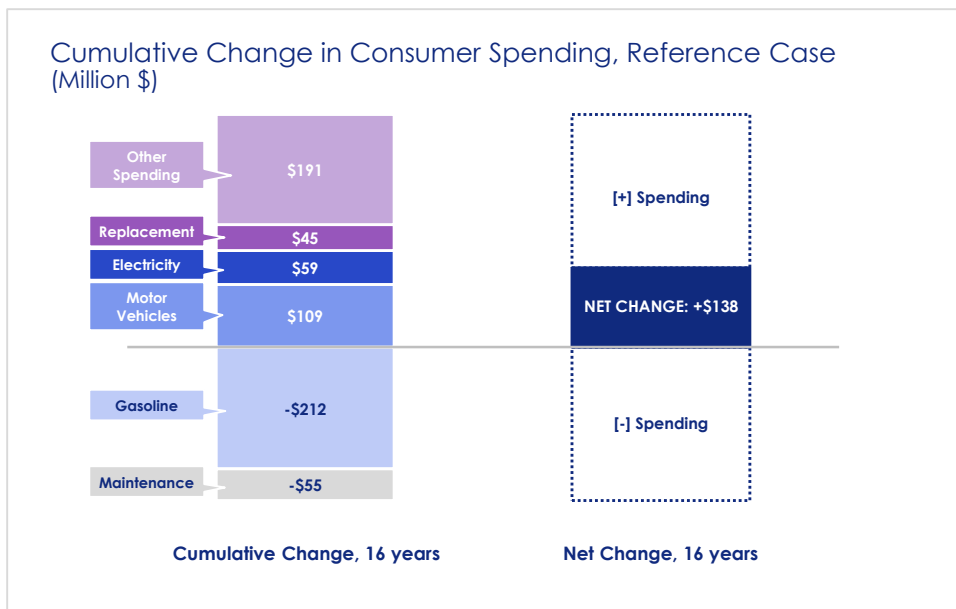 Cumulative Change in Consumer Spending, Reference Case
(Million $)
Other
Spending
$191
Replacement
$45
Electricity
$59
Motor
Vehicles
$109
Gasoline
-$212
Maintenance
-$55
Cumulative Change, 16 years
[+] Spending
NET CHANGE: +$138
[-] Spending
Net Change, 16 years